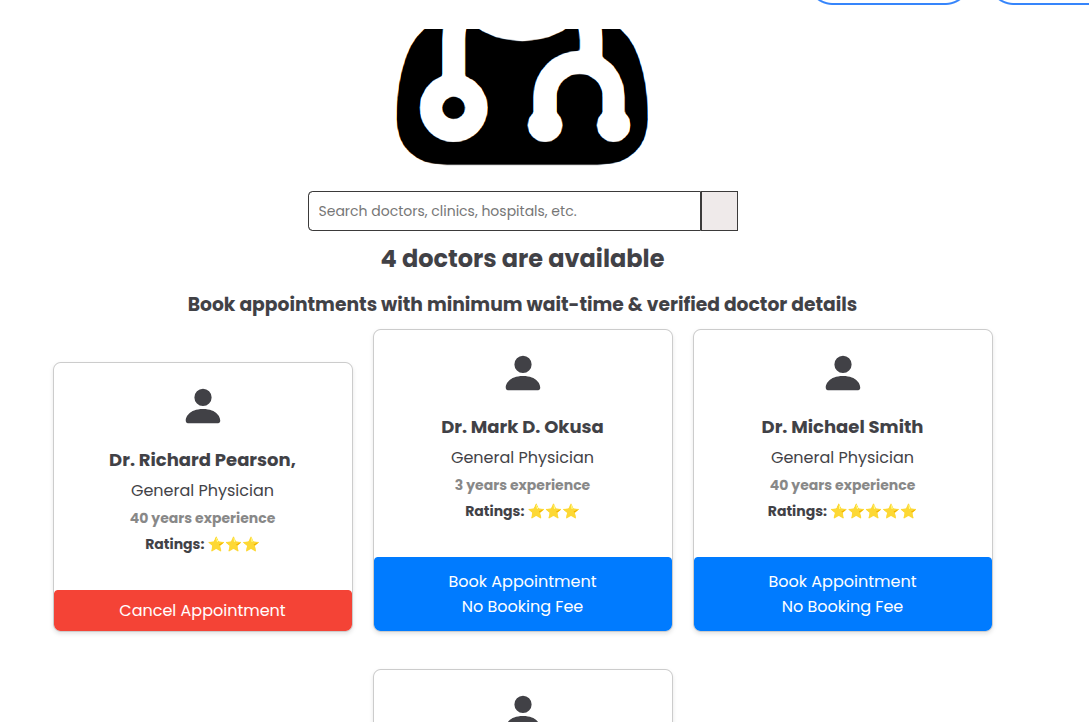 Search doctors, clinics, hospitals, etc.
4 doctors are available
Book appointments with minimum wait-time & verified doctor details
Dr. Richard Pearson,
General Physician
40 years experience
Ratings: ⭐⭐⭐
Cancel Appointment
Dr. Mark D. Okusa
General Physician
3 years experience
Ratings: ⭐⭐⭐
Book Appointment
No Booking Fee
Dr. Michael Smith
General Physician
40 years experience
Ratings: ⭐⭐⭐⭐⭐
Book Appointment
No Booking Fee